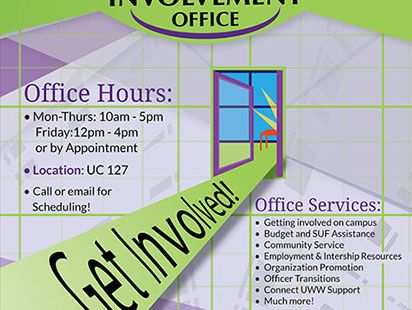 INVOLVEMENT
OFFICE
Office Hours:
• Mon-Thurs: 10am - 5pm
Friday:12pm - 4pm
or by Appointment
• Location: UC 127
• Call or email for
Scheduling!
Get Involved!
Office Services:
• Getting involved on campus
• Budget and SUF Assistance
• Community Service
• Employment & Intership Resources
• Organization Promotion
• Officer Transitions
• Connect UWW Support
• Much more!